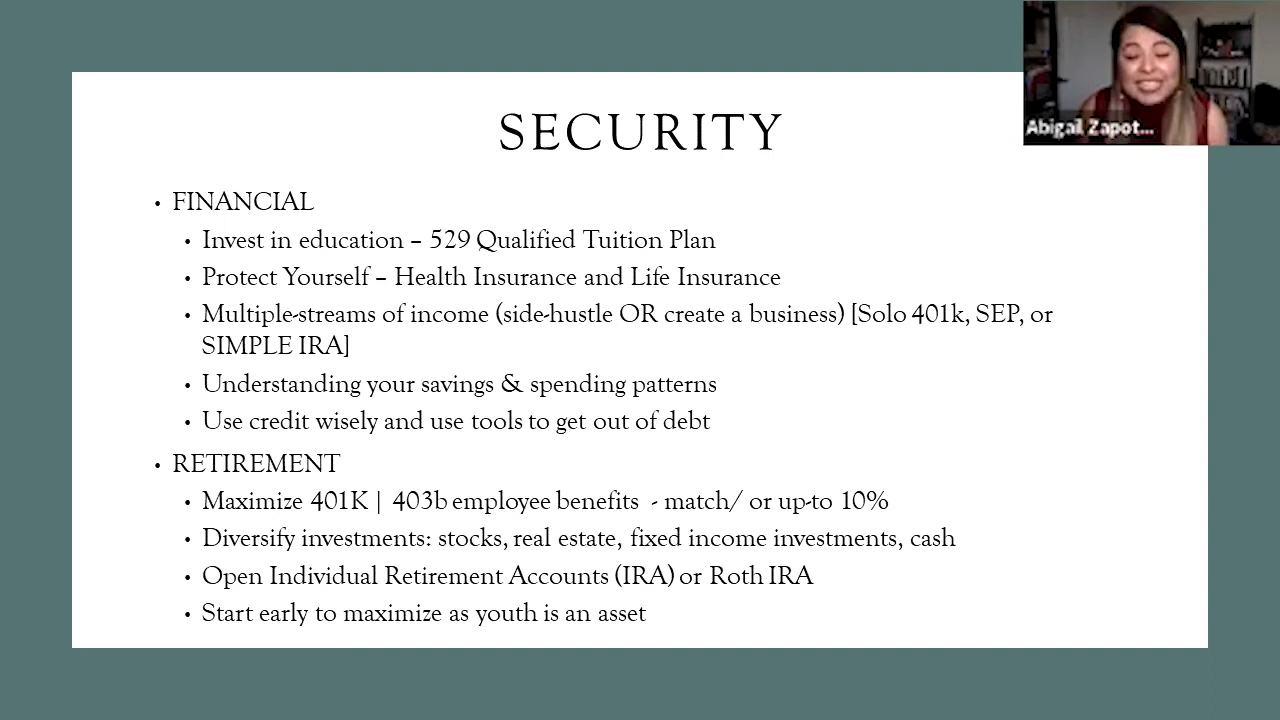 SECURITY
Abigail Zapot...
• FINANCIAL
• Invest in education – 529 Qualified Tuition Plan
• Protect Yourself – Health Insurance and Life Insurance
• Multiple-streams of income (side-hustle OR create a business) [Solo 401k, SEP, or
SIMPLE IRA]
• Understanding your savings & spending patterns
• Use credit wisely and use tools to get out of debt
• RETIREMENT
• Maximize 401K | 403b employee benefits - match/ or up-to 10%
• Diversify investments: stocks, real estate, fixed income investments, cash
• Open Individual Retirement Accounts (IRA) or Roth IRA
• Start early to maximize as youth is an asset